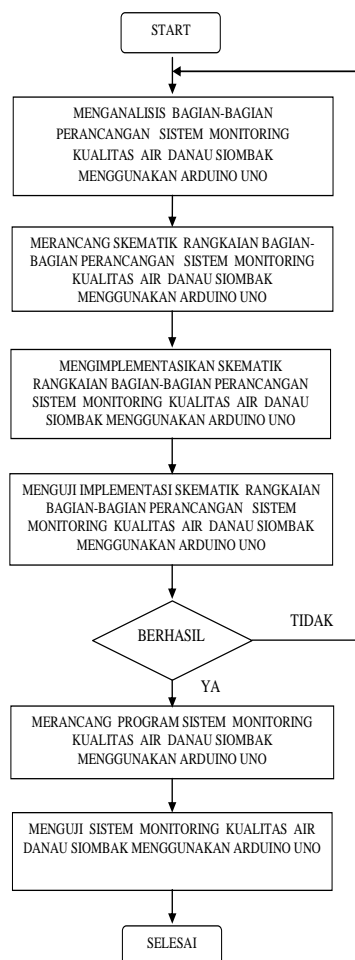 START
MENGANALISIS BAGIAN-BAGIAN
PERANCANGAN SISTEM MONITORING
KUALITAS AIR DANAU SIOMBAK
MENGGUNAKAN ARDUINO UNO
MERANCANG SKEMATIK RANGKAIAN BAGIAN-
BAGIAN PERANCANGAN SISTEM MONITORING
KUALITAS AIR DANAU SIOMBAK
MENGGUNAKAN ARDUINO UNO
MENGIMPLEMENTASIKAN SKEMATIK
RANGKAIAN BAGIAN-BAGIAN PERANCANGAN
SISTEM MONITORING KUALITAS AIR DANAU
SIOMBAK MENGGUNAKAN ARDUINO UNO
MENGUJI IMPLEMENTASI SKEMATIK RANGKAIAN
BAGIAN-BAGIAN PERANCANGAN SISTEM
MONITORING KUALITAS AIR DANAU SIOMBAK
MENGGUNAKAN ARDUINO UNO
BERHASIL
TIDAK
YA
MERANCANG PROGRAM SISTEM MONITORING
KUALITAS AIR DANAU SIOMBAK
MENGGUNAKAN ARDUINO UNO
MENGUJI SISTEM MONITORING KUALITAS AIR
DANAU SIOMBAK MENGGUNAKAN ARDUINO UNO
SELESAI